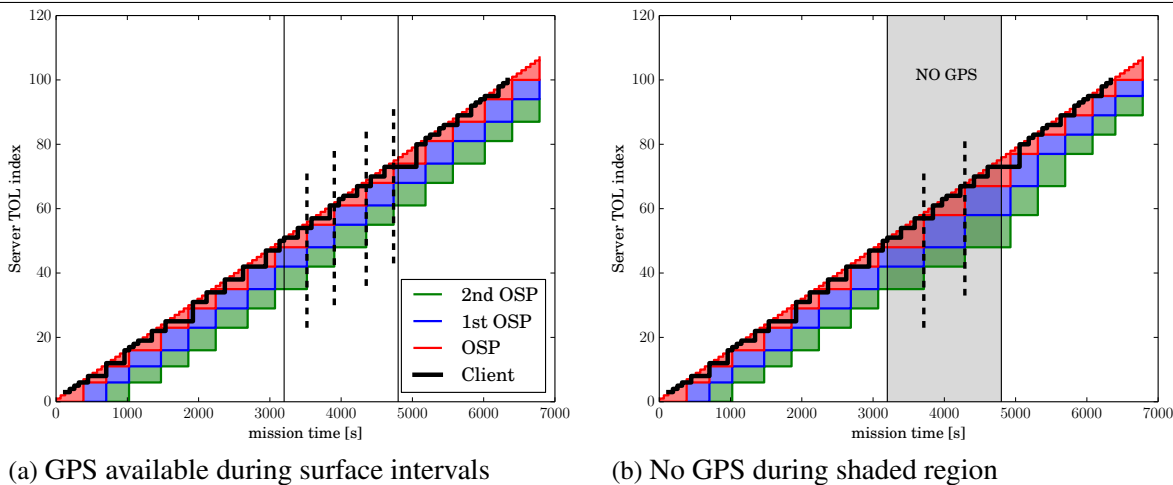 120
100
80
60
40
20
0
Server TOL index
0 1000 2000 3000 4000 5000 6000 7000
mission time [s]
2nd OSP
1st OSP
OSP
Client
(a) GPS available during surface intervals
120
100
80
60
40
20
0
Server TOL index
NO GPS
0 1000 2000 3000 4000 5000 6000 7000
mission time [s]
(b) No GPS during shaded region